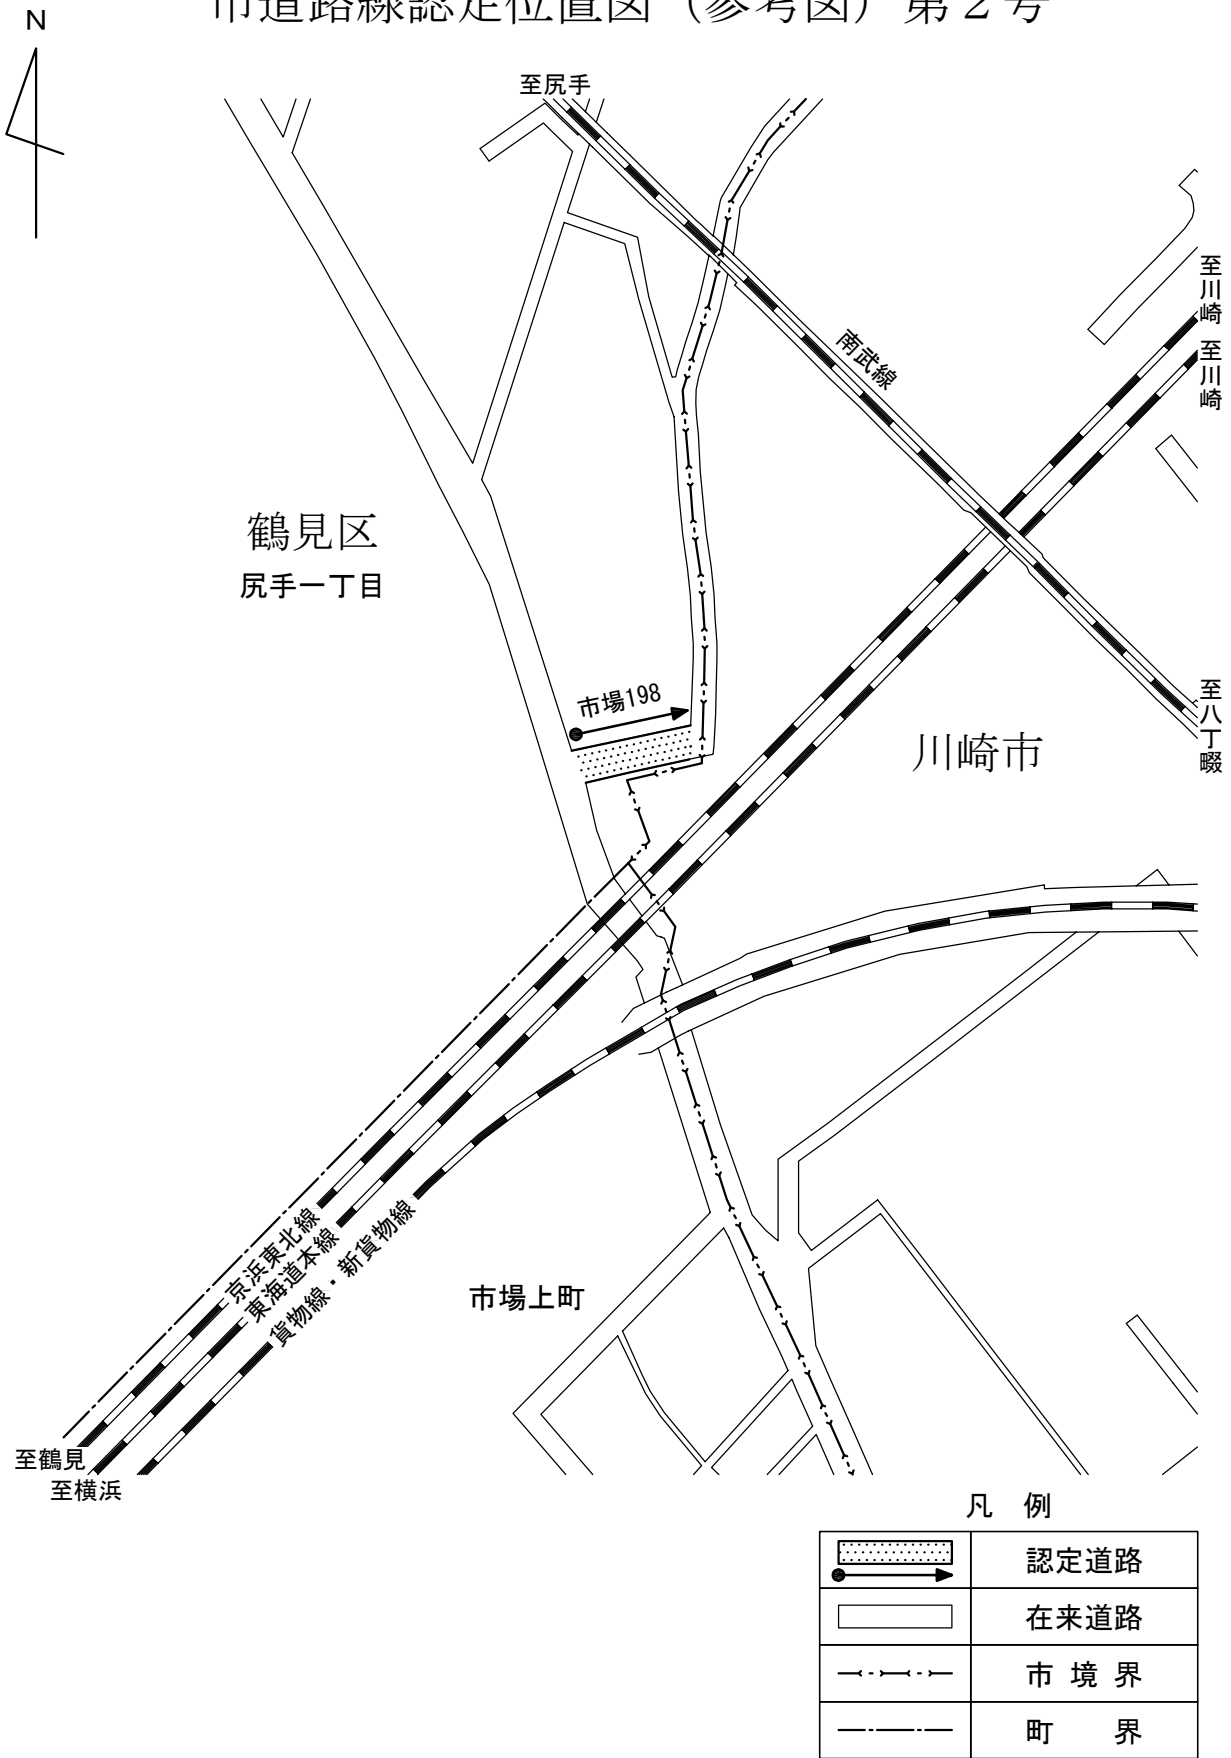 市道路線認定位置図（参考図）第２号
N
至尻手
至川崎
至川崎
南武線
鶴見区
尻手一丁目
市場198
至八丁畷
川崎市
京浜東北線
東海道本線
貨物線・新貨物線
市場上町
至鶴見
至横浜
凡 例
認定道路
在来道路
市 境 界
町 界